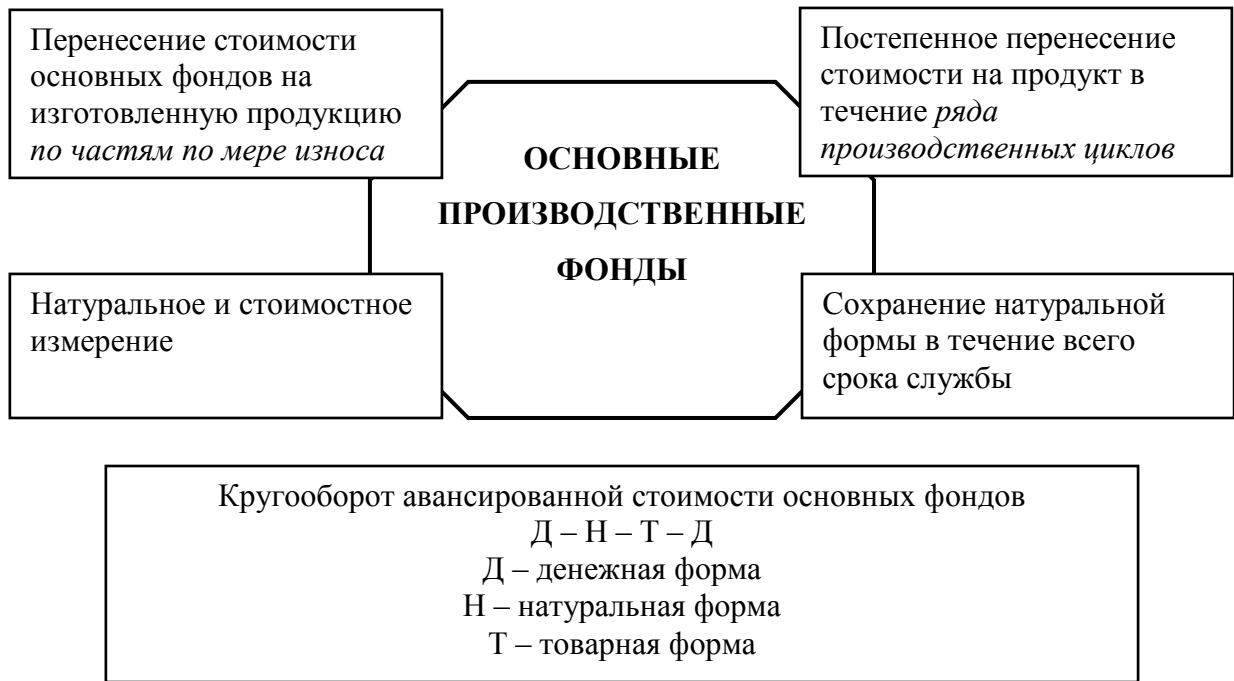 Перенесение стоимости
основных фондов на
изготовленную продукцию
по частям по мере износа
Постепенное перенесение
стоимости на продукт в
течение ряда
производственных циклов
ОСНОВНЫЕ
ПРОИЗВОДСТВЕННЫЕ
ФОНДЫ
Натуральное и стоимостное
измерение
Сохранение натуральной
формы в течение всего
срока службы
Кругооборот авансированной стоимости основных фондов
Д – Н – Т – Д
Д – денежная форма
Н – натуральная форма
Т – товарная форма